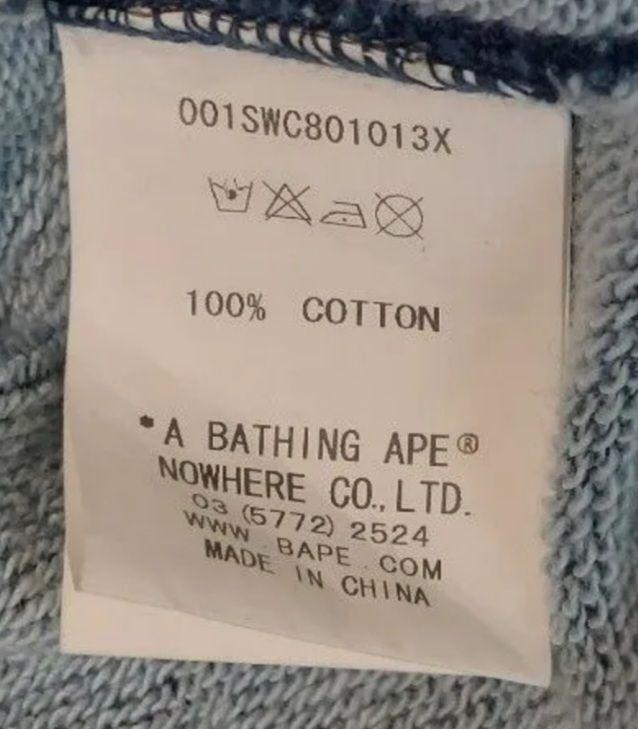 001SWC801013X
100% COTTON
*A BATHING APE®
NOWHERE CO.,LTD.
03 (5772) 2524
WWW.BAPE.COM
MADE IN CHINA